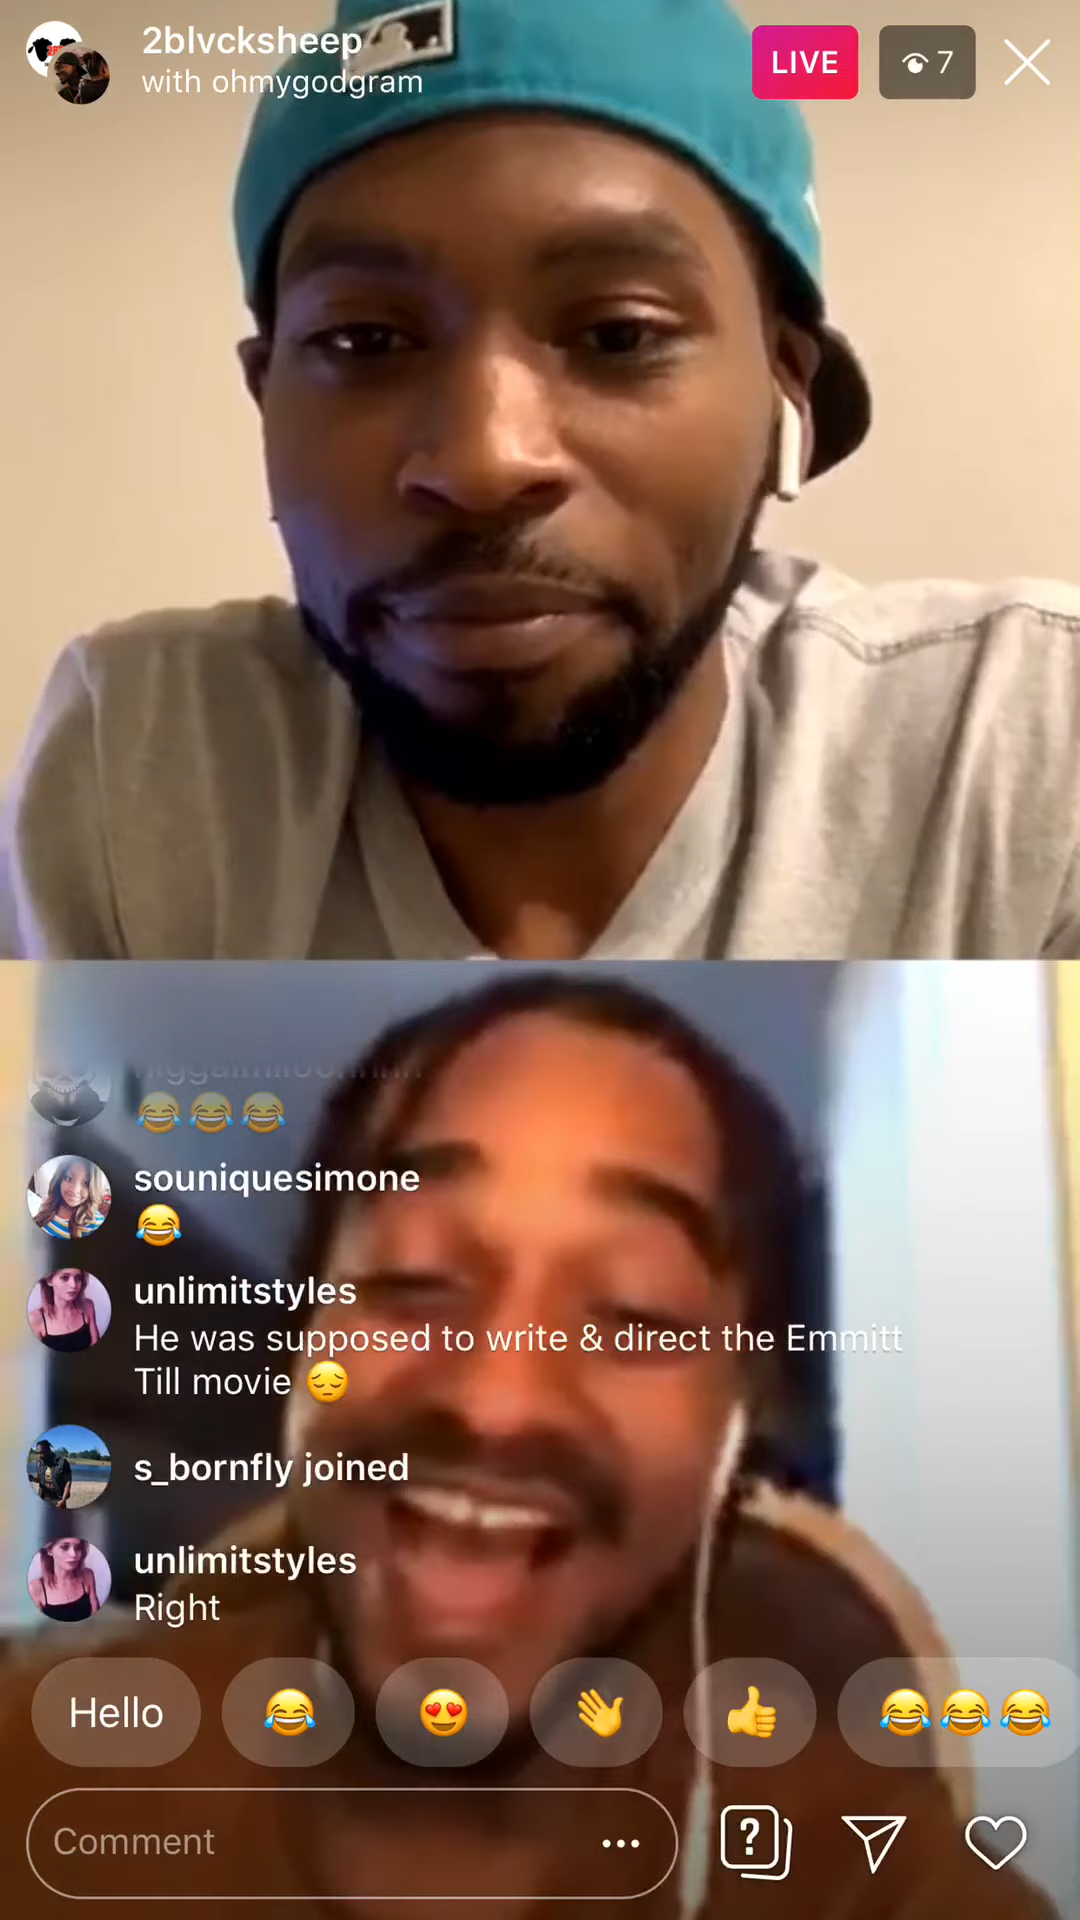 2blvcksheep
with ohmygodgram
LIVE
7
😂😂😂
souniquesimone
😂
unlimitstyles
He was supposed to write & direct the Emmitt
Till movie 😔
s_bornfly joined
unlimitstyles
Right
Hello 😂 😍 👋 👍 😂😂😂
Comment